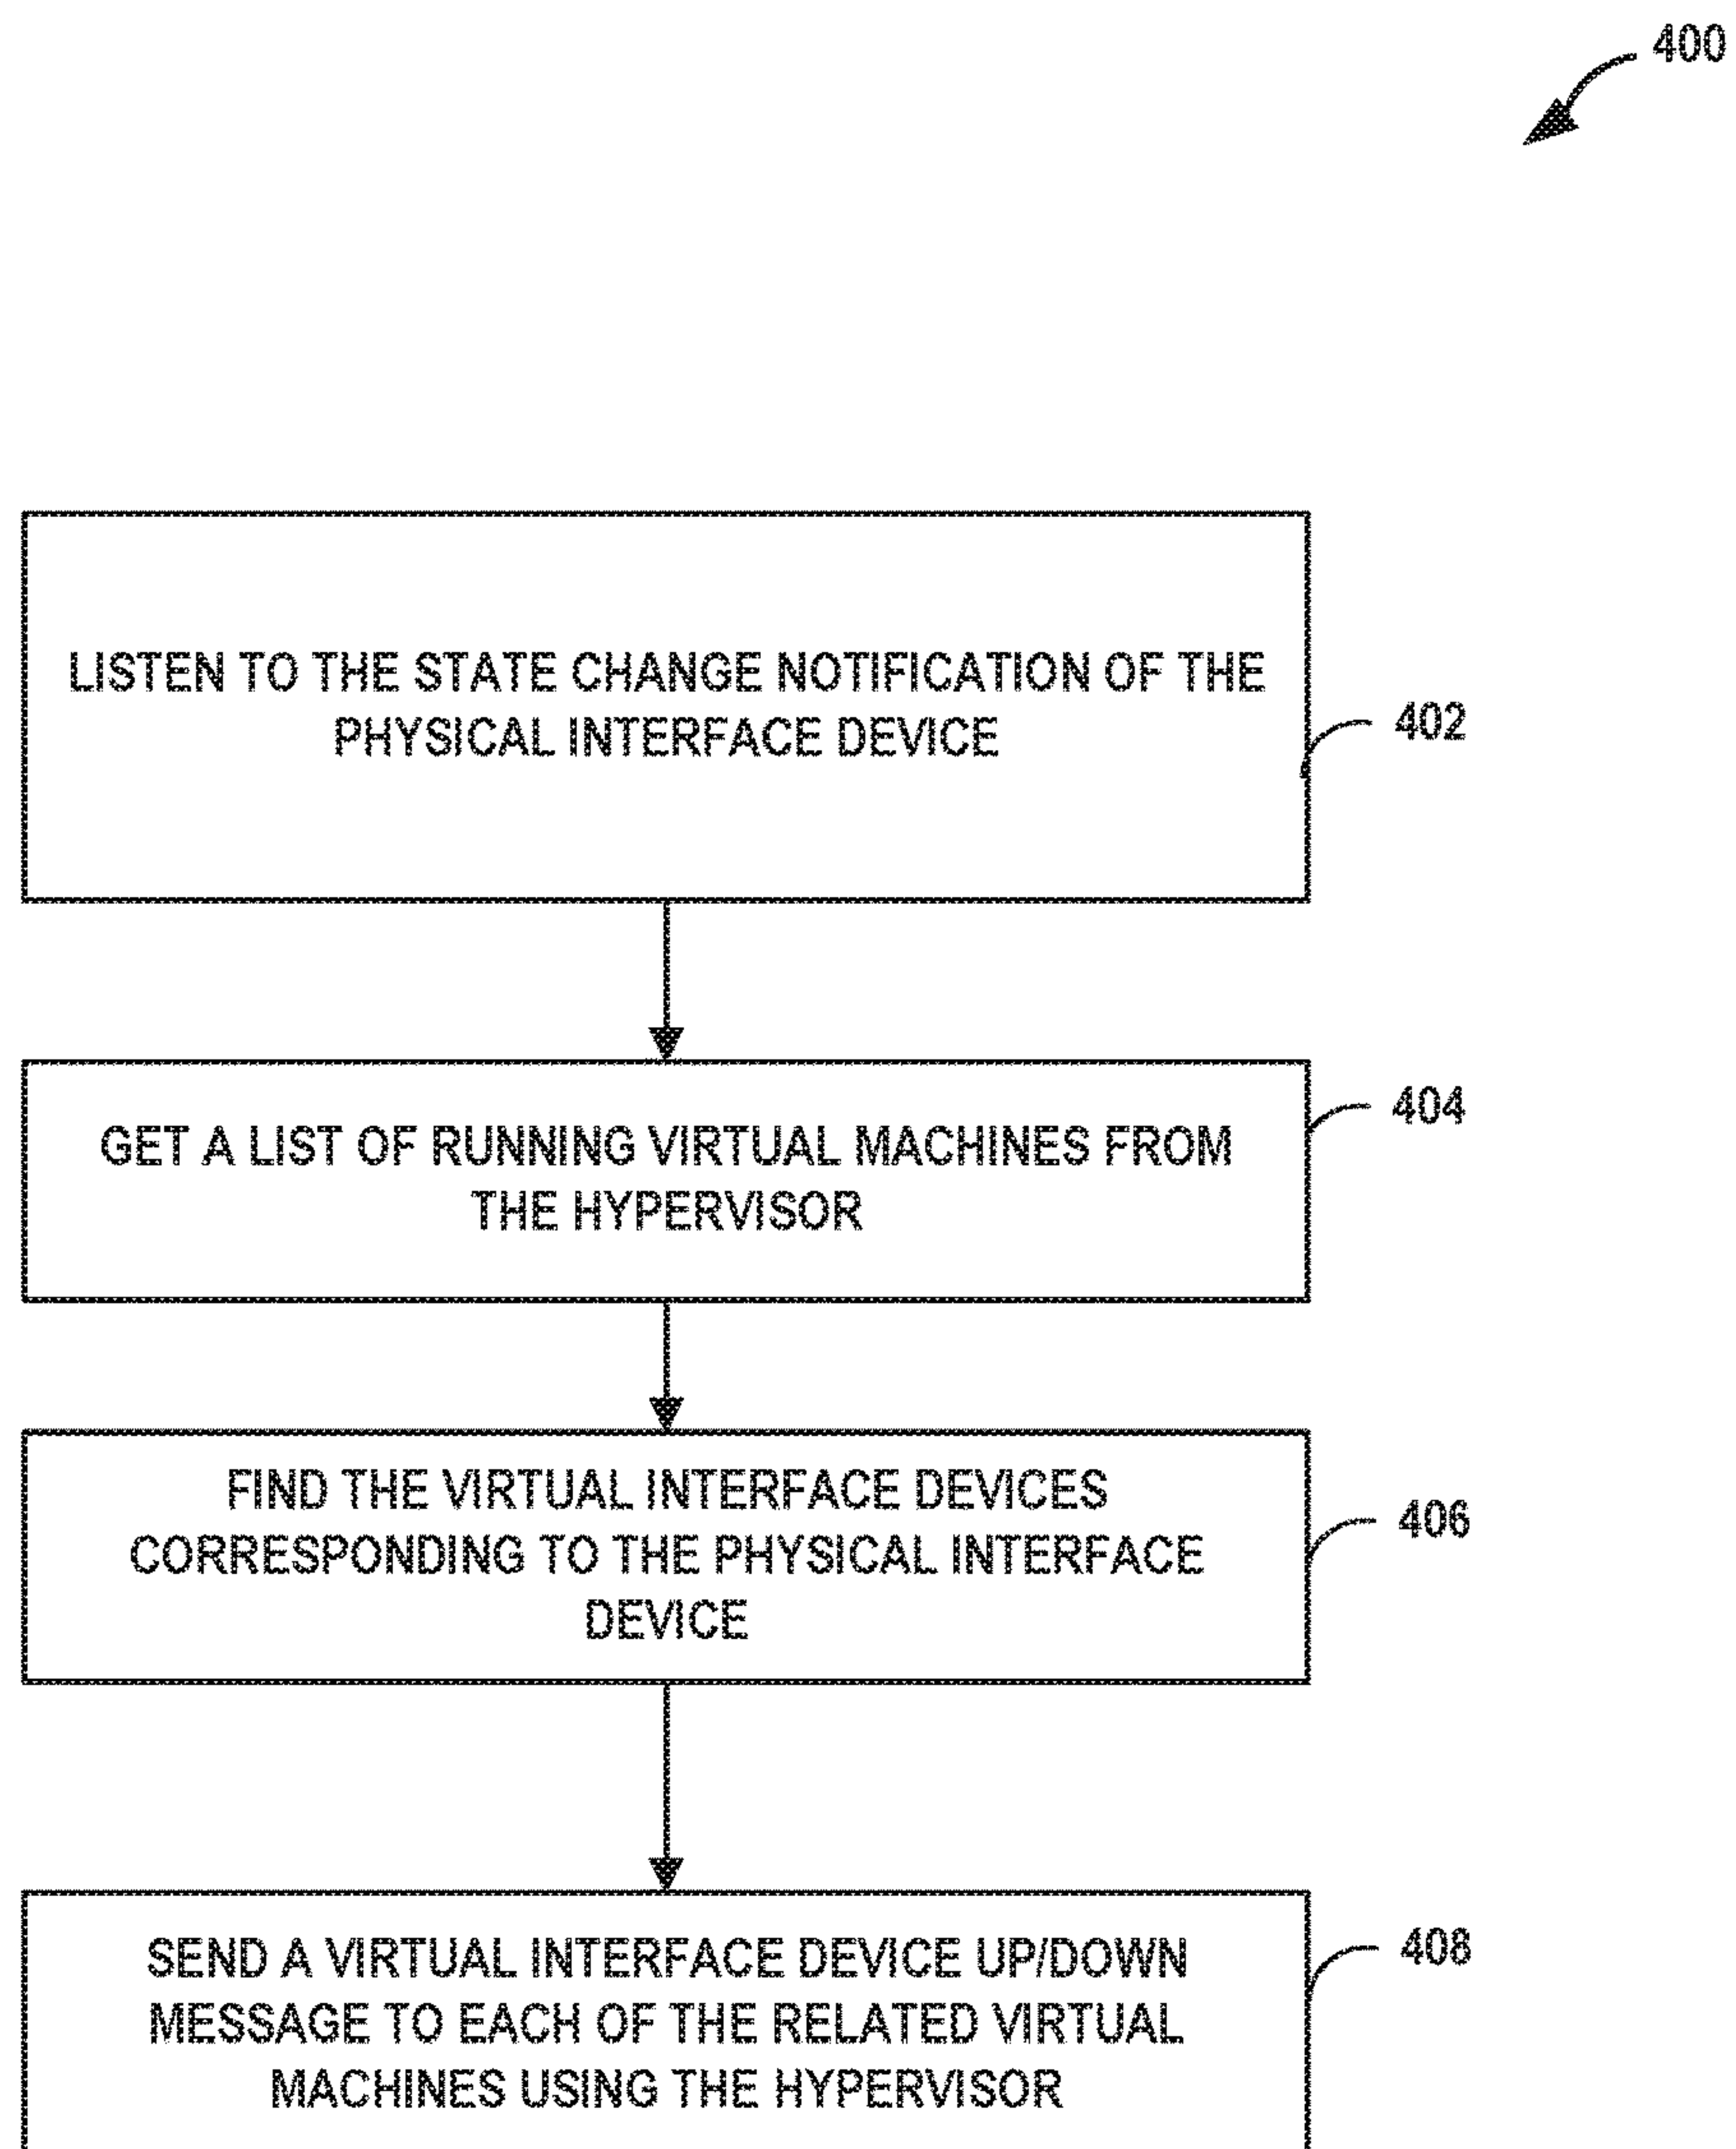 400
LISTEN TO THE STATE CHANGE NOTIFICATION OF THE
PHYSICAL INTERFACE DEVICE
402
GET A LIST OF RUNNING VIRTUAL MACHINES FROM
THE HYPERVISOR
404
FIND THE VIRTUAL INTERFACE DEVICES
CORRESPONDING TO THE PHYSICAL INTERFACE
DEVICE
406
SEND A VIRTUAL INTERFACE DEVICE UP/DOWN
MESSAGE TO EACH OF THE RELATED VIRTUAL
MACHINES USING THE HYPERVISOR
408